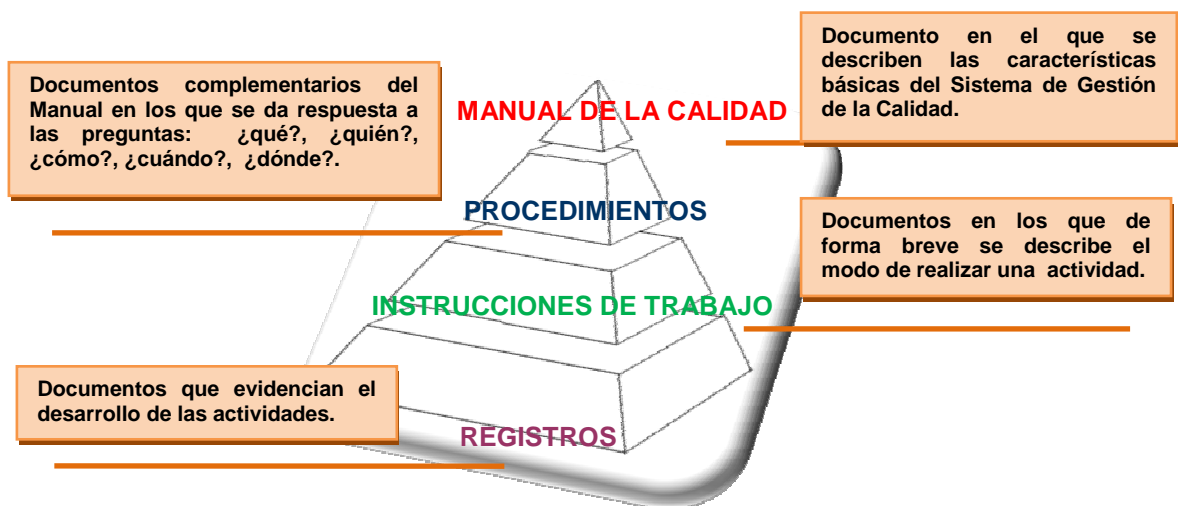 Documento en el que se
describen las características
básicas del Sistema de Gestión
de la Calidad.
Documentos complementarios del
Manual en los que se da respuesta a
las preguntas: ¿qué?, ¿quién?,
¿cómo?, ¿cuándo?, ¿dónde?.
MANUAL DE LA CALIDAD
PROCEDIMIENTOS
Documentos en los que de
forma breve se describe el
modo de realizar una actividad.
INSTRUCCIONES DE TRABAJO
Documentos que evidencian el
desarrollo de las actividades.
REGISTROS